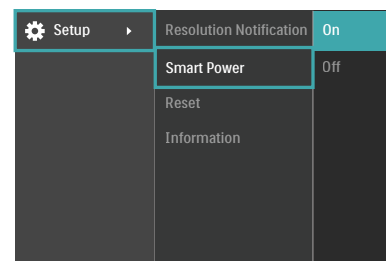 Setup
Resolution Notification
Smart Power
Reset
Information
On
Off